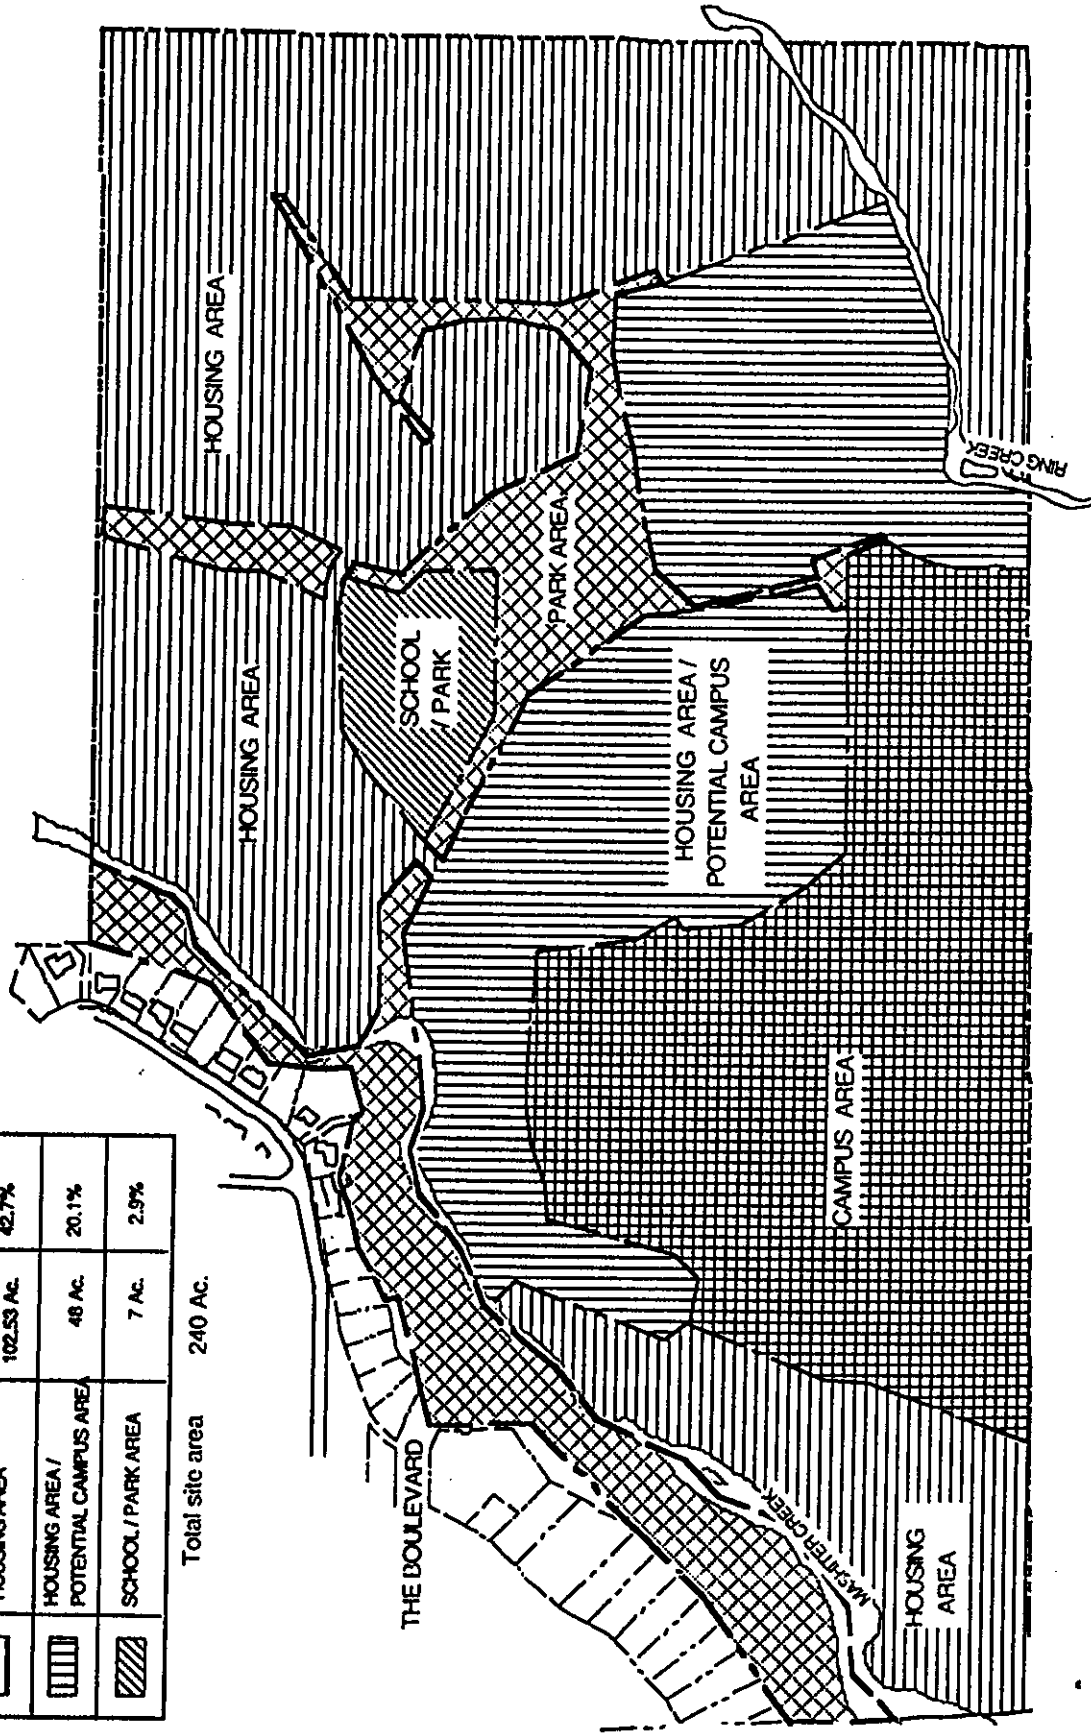 HOUSING AREA
102.53 Ac.
42.7%
HOUSING AREA /
POTENTIAL CAMPUS AREA
48 Ac.
20.1%
SCHOOL / PARK AREA
7 Ac.
2.9%
Total site area
240 Ac.
THE BOULEVARD
HOUSING AREA
HOUSING AREA
SCHOOL
/ PARK
PARK AREA
HOUSING AREA /
POTENTIAL CAMPUS
AREA
CAMPUS AREA
MASHITER CREEK
HOUSING
AREA
RING CREEK